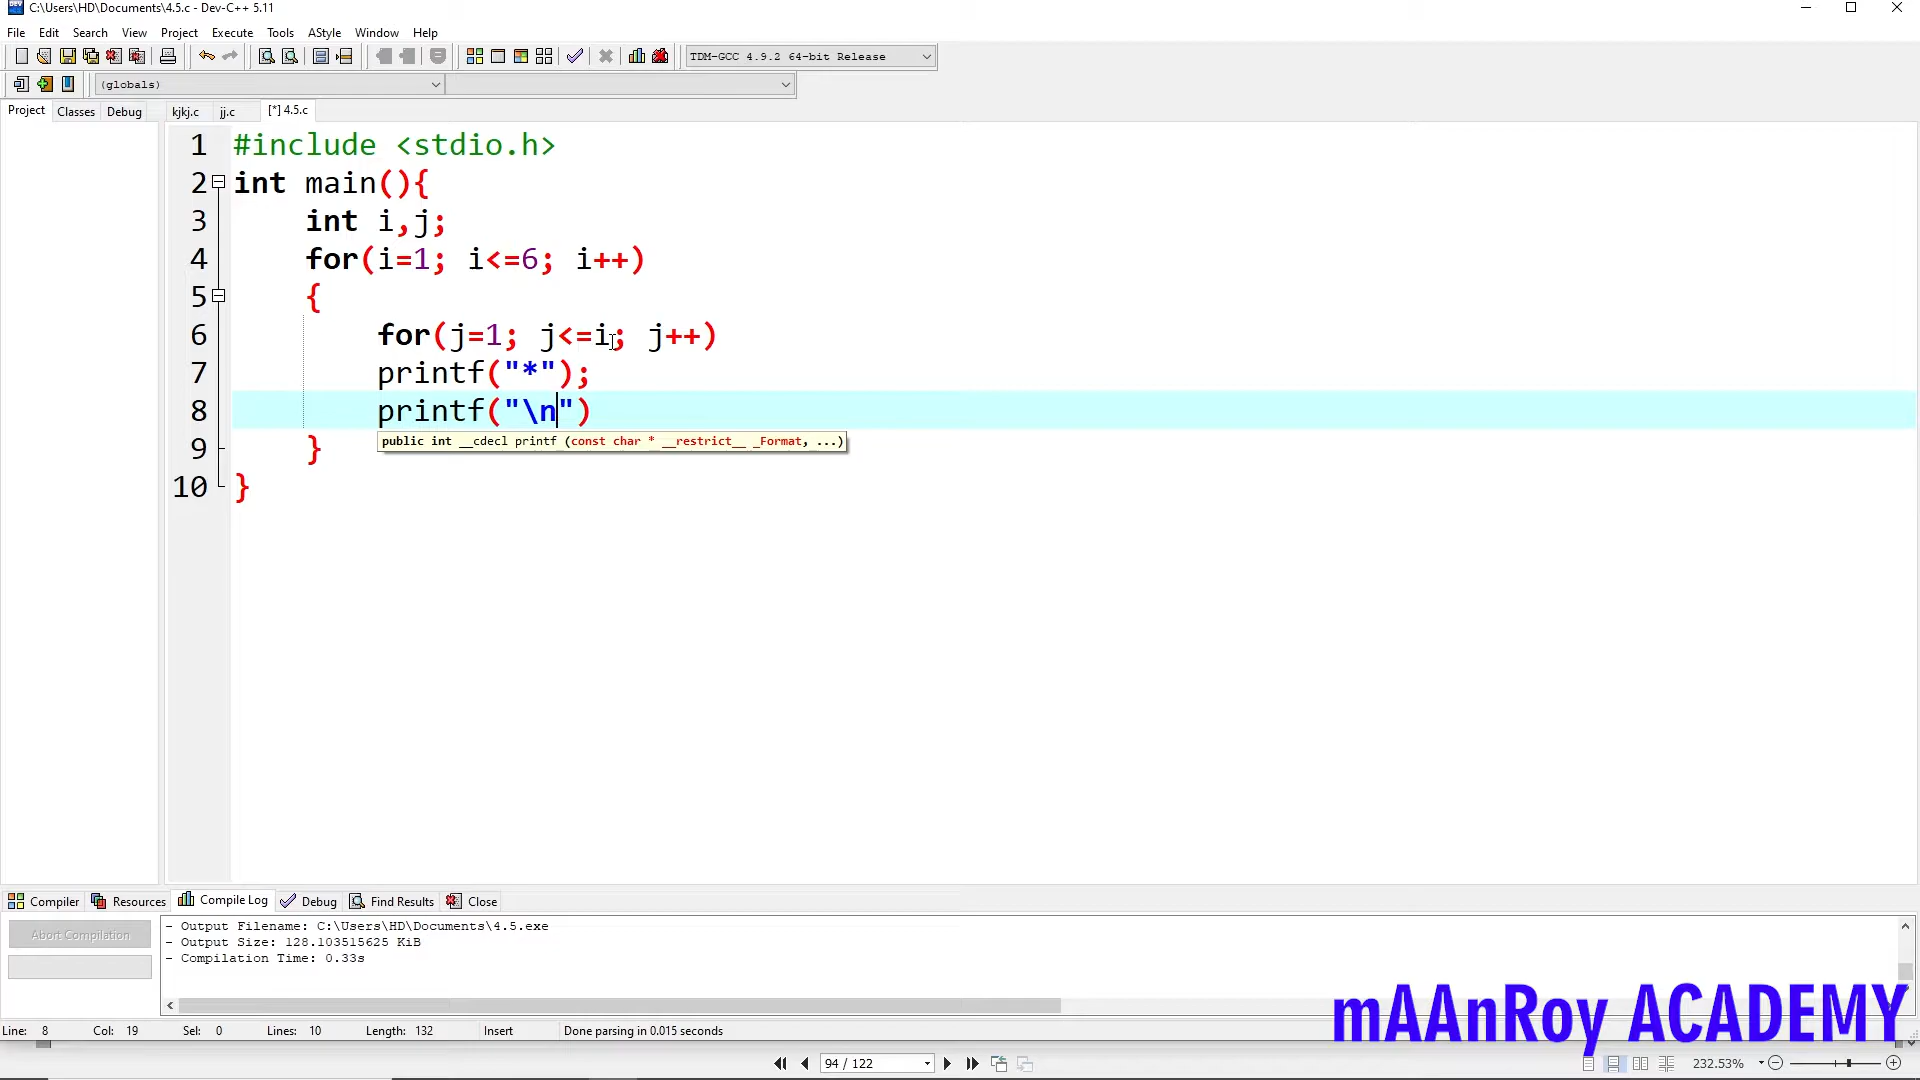 C:\Users\HD\Documents\4.5.c - Dev-C++ 5.11
File Edit Search View Project Execute Tools AStyle Window Help
TDM-GCC 4.9.2 64-bit Release
(globals)
Project Classes Debug kjkj.c jj.c [*] 4.5.c
1 #include <stdio.h>
2 int main(){
3 int i,j;
4 for(i=1; i<=6; i++)
5 {
6 for(j=1; j<=i; j++)
7 printf("*");
8 printf("\n")
public int __cdecl printf (const char * __restrict__ _Format, ...)
9 }
10 }
Compiler Resources Compile Log Debug Find Results Close
Abort Compilation
- Output Filename: C:\Users\HD\Documents\4.5.exe
- Output Size: 128.103515625 KiB
- Compilation Time: 0.33s
mAAnRoy ACADEMY
Line: 8 Col: 19 Sel: 0 Lines: 10 Length: 132 Insert Done parsing in 0.015 seconds
94 / 122 232.53%